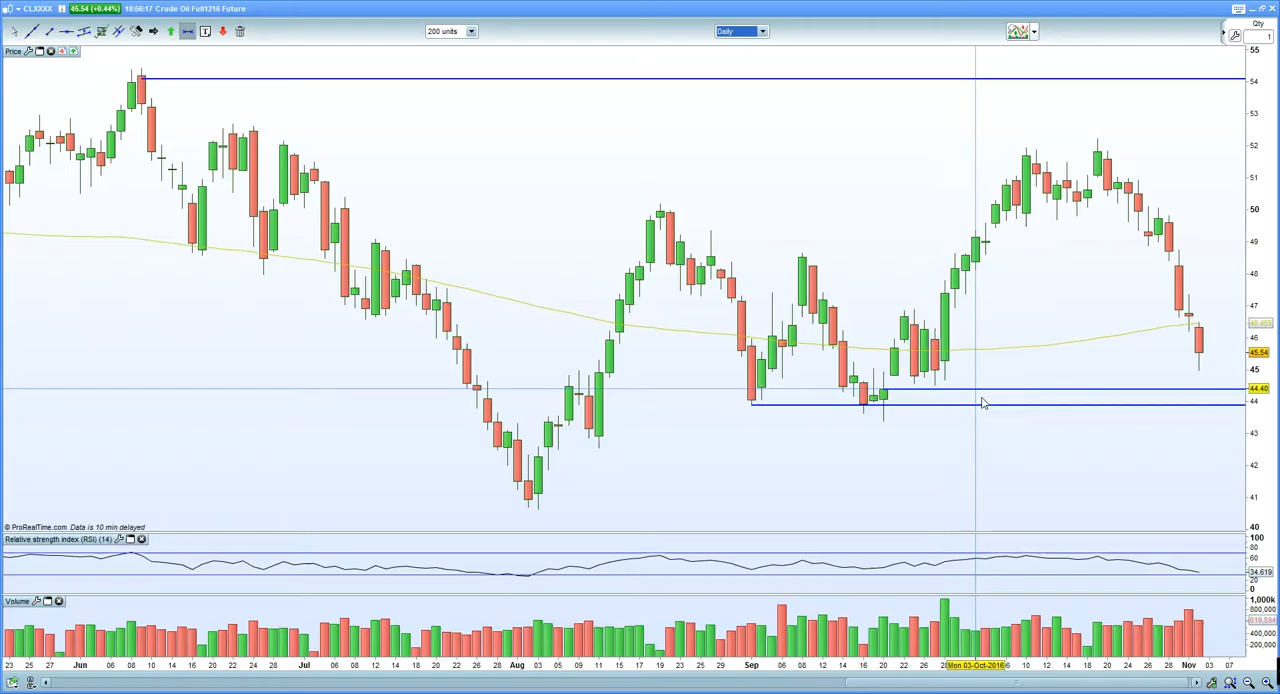 CLXXXX 45.54 (+0.44%) 18:56:17 Crude Oil Full1216 Future
200 units
Daily
Qty
1
Price
55
54
53
52
51
50
49
48
47
46
45.54
45
44.40
44
43
42
41
40
© ProRealTime.com Data is 10 min delayed
Relative strength index (RSI) (14)
100
80
60
34.619
20
0
Volume
1,000k
800,000
619,594
400,000
200,000
23 25 27 Jun 06 08 10 14 16 20 22 24 28 Jul 06 08 12 14 18 20 22 26 28 Aug 03 05 09 11 15 17 19 23 25 29 Sep 06 08 12 14 16 20 22 26 28 Mon 03-Oct-2016 6 10 12 14 18 20 24 26 28 Nov 03 07